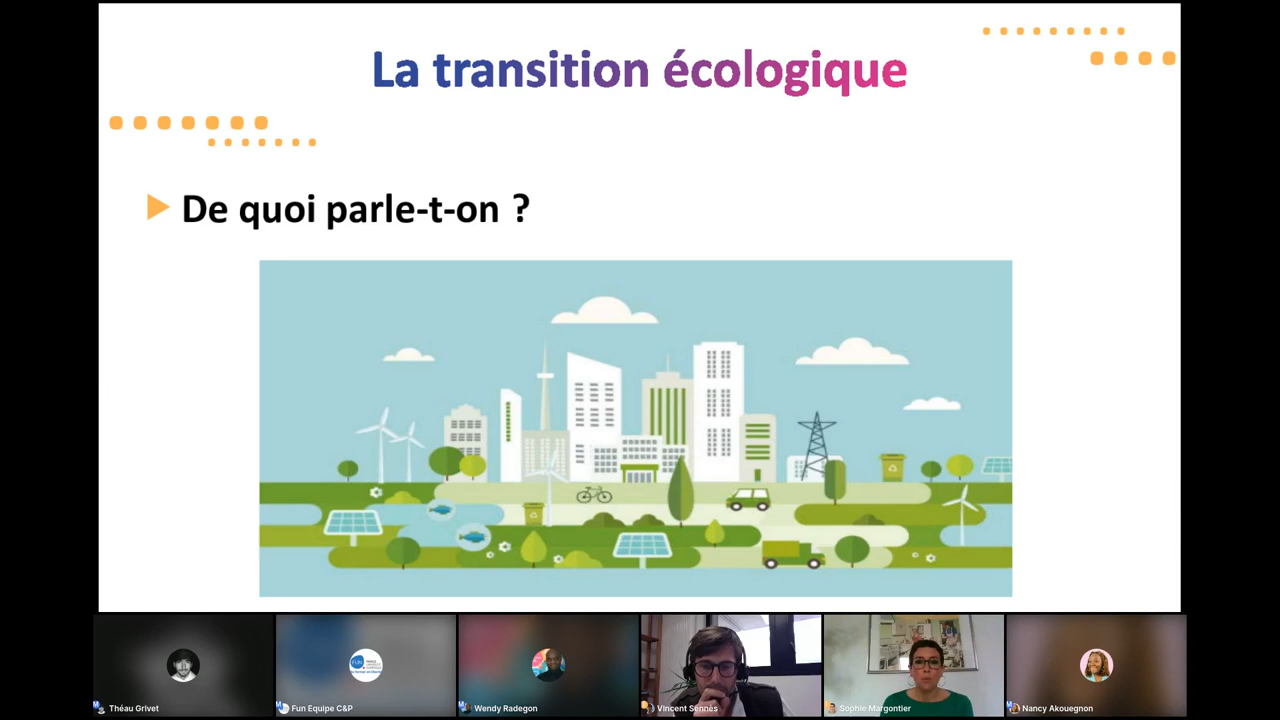 La transition écologique
De quoi parle-t-on ?
Théau Grivet
Fun Equipe C&P
Wendy Radegon
Vincent Sennès
Sophie Margontier
Nancy Akouegnon
FUN